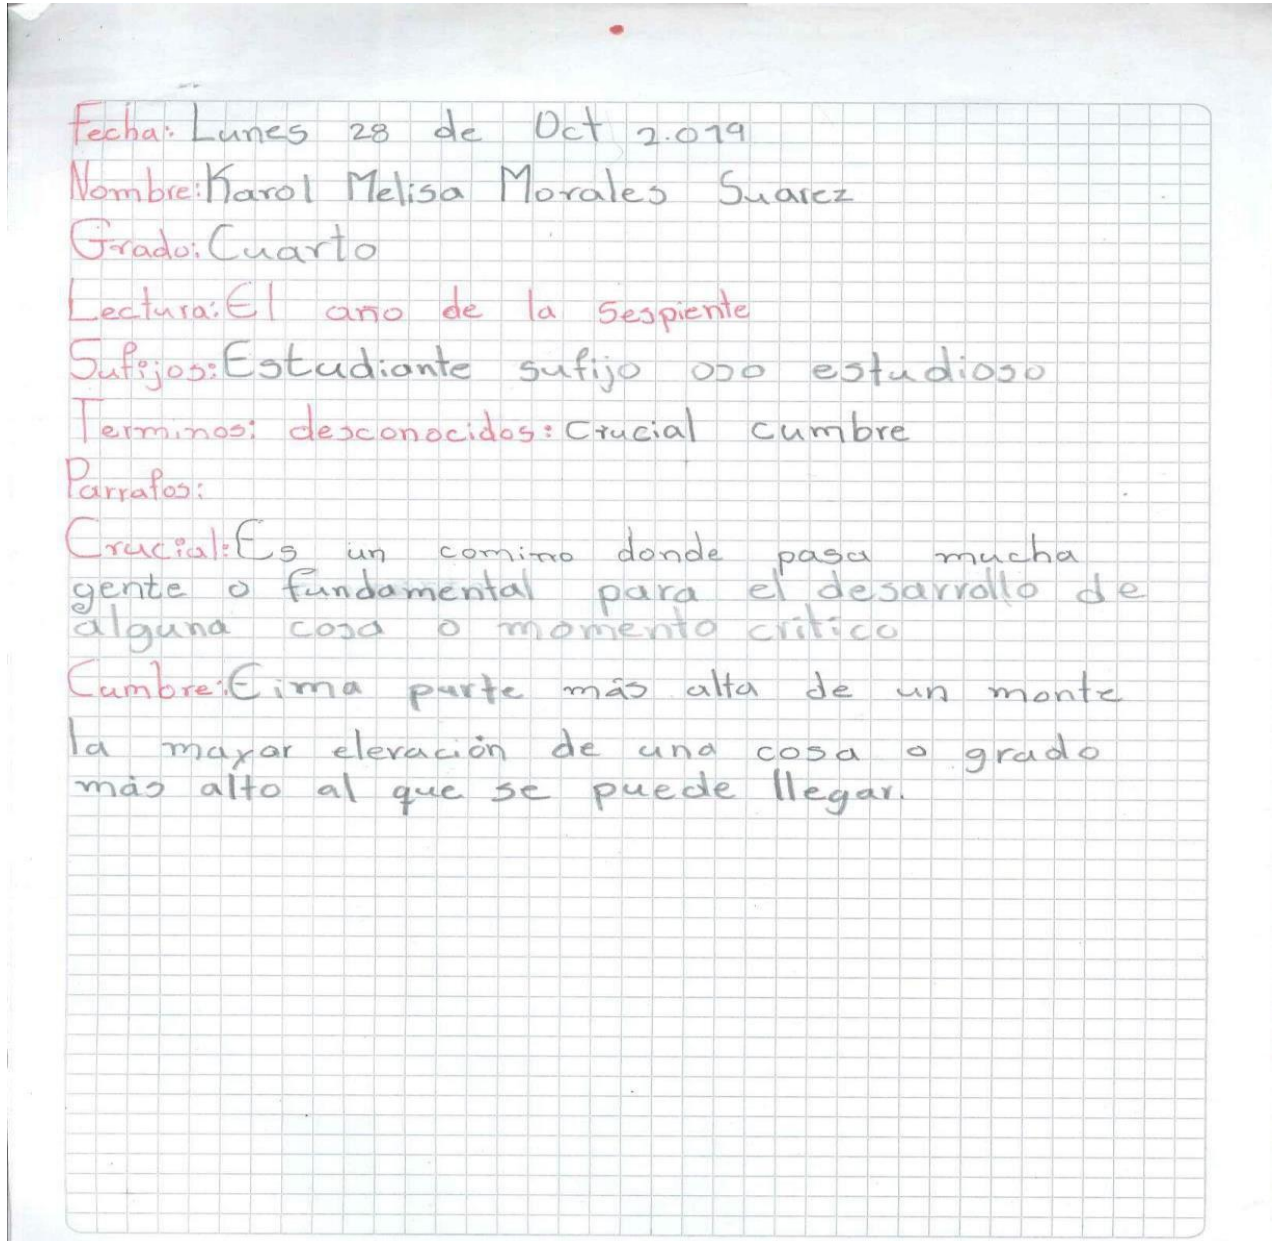 Fecha: Lunes 28 de Oct 2.019
Nombre: Karol Melisa Morales Suarez
Grado: Cuarto
Lectura: El año de la Sespiente
Sufijos: Estudiante sufijo oso estudioso
Terminos: desconocidos: Crucial cumbre
Parrafos:
Crucial: Es un comino donde pasa mucha
gente o fundamental para el desarrollo de
alguna cosa o momento critico
Cumbre: Cima parte más alta de un monte
la mayor elevación de una cosa o grado
más alto al que se puede llegar.